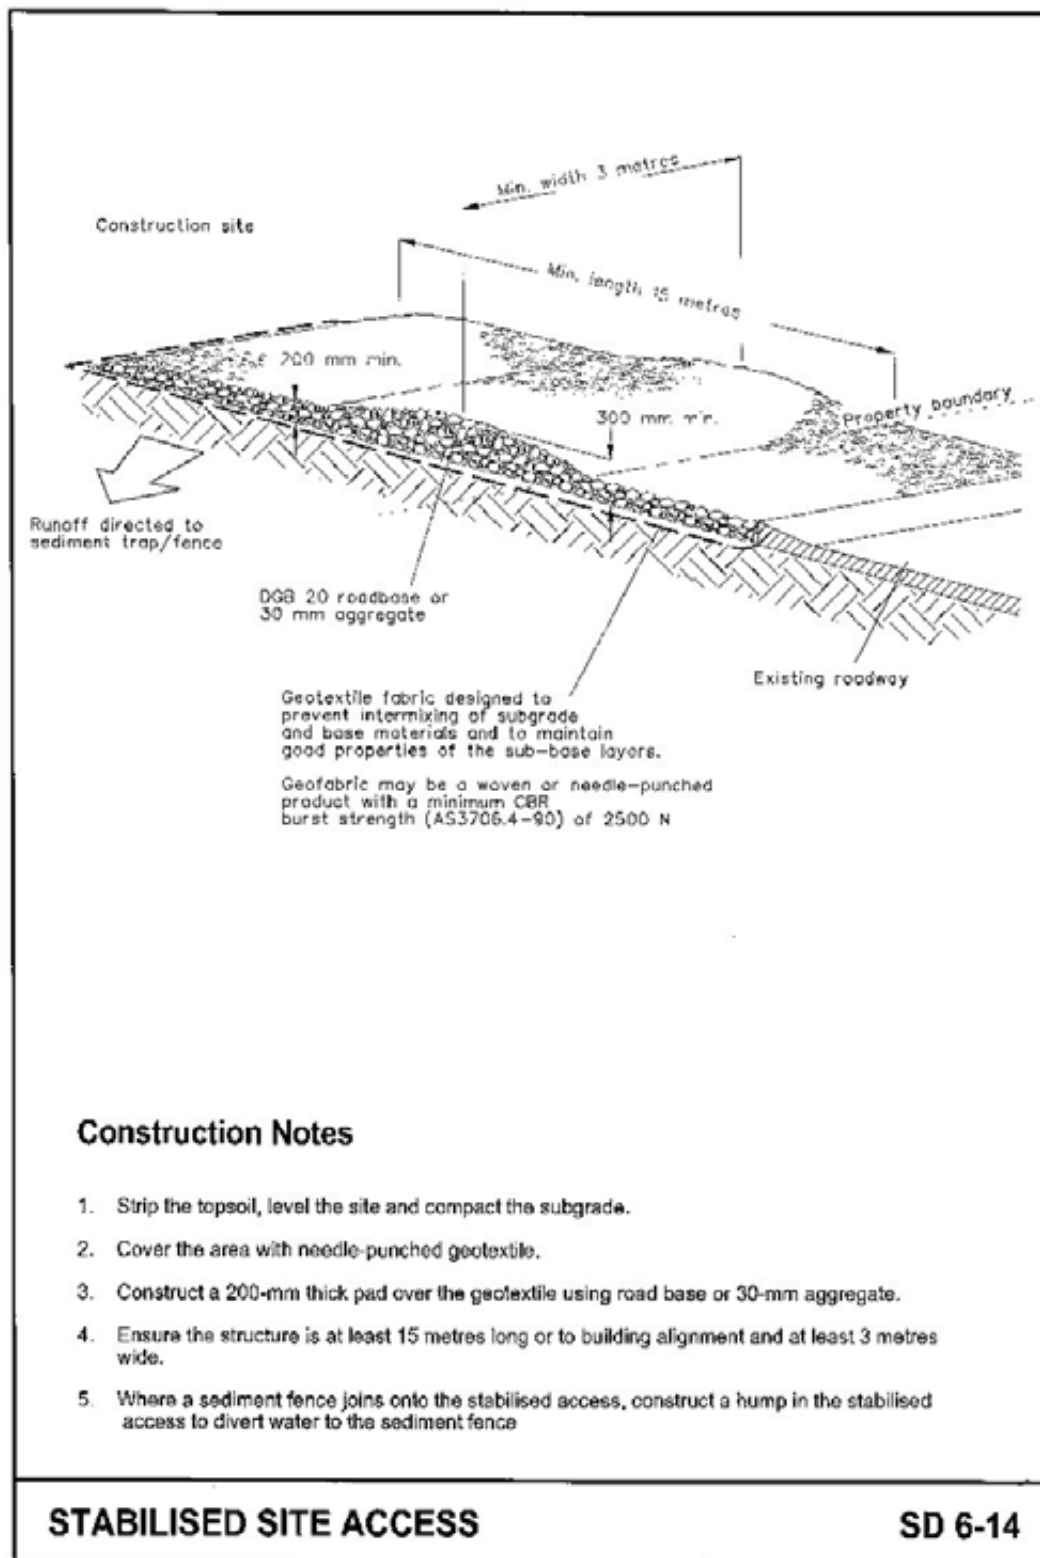 Min. width 3 metres
Construction site
Min. length 15 metres
200 mm min.
300 mm min.
Property boundary
Runoff directed to
sediment trap/fence
DGB 20 roadbase or
30 mm aggregate
Existing roadway
Geotextile fabric designed to
prevent intermixing of subgrade
and base materials and to maintain
good properties of the sub-base layers.
Geofabric may be a woven or needle-punched
product with a minimum CBR
burst strength (AS3706.4-90) of 2500 N
Construction Notes
1. Strip the topsoil, level the site and compact the subgrade.
2. Cover the area with needle-punched geotextile.
3. Construct a 200-mm thick pad over the geotextile using road base or 30-mm aggregate.
4. Ensure the structure is at least 15 metres long or to building alignment and at least 3 metres
wide.
5. Where a sediment fence joins onto the stabilised access, construct a hump in the stabilised
access to divert water to the sediment fence
STABILISED SITE ACCESS
SD 6-14